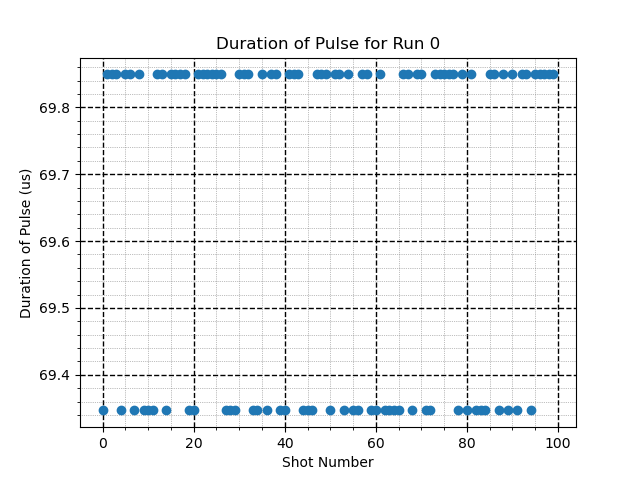 Duration of Pulse for Run 0
Duration of Pulse (us)
69.8
69.7
69.6
69.5
69.4
0 20 40 60 80 100
Shot Number